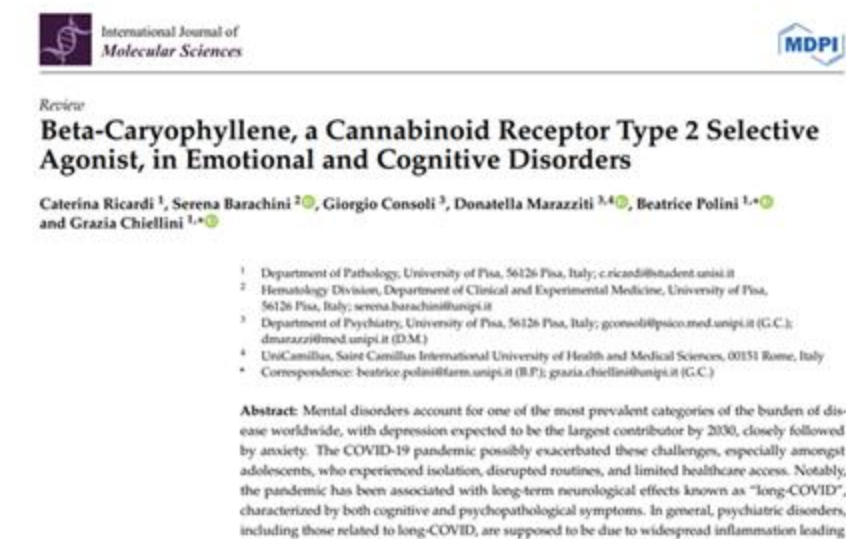 International Journal of
Molecular Sciences
MDPI
Review
Beta-Caryophyllene, a Cannabinoid Receptor Type 2 Selective
Agonist, in Emotional and Cognitive Disorders
Caterina Ricardi 1, Serena Barachini 2, Giorgio Consoli 3, Donatella Marazziti 3,4, Beatrice Polini 1,*
and Grazia Chiellini 1,*
1 Department of Pathology, University of Pisa, 56126 Pisa, Italy; c.ricardi@student.unisi.it
2 Hematology Division, Department of Clinical and Experimental Medicine, University of Pisa,
56126 Pisa, Italy; serena.barachini@unipi.it
3 Department of Psychiatry, University of Pisa, 56126 Pisa, Italy; gconsoli@psico.med.unipi.it (G.C.);
dmarazzi@med.unipi.it (D.M.)
4 UniCamillus, Saint Camillus International University of Health and Medical Sciences, 00151 Rome, Italy
* Correspondence: beatrice.polini@farm.unipi.it (B.P.); grazia.chiellini@unipi.it (G.C.)
Abstract: Mental disorders account for one of the most prevalent categories of the burden of dis-
ease worldwide, with depression expected to be the largest contributor by 2030, closely followed
by anxiety. The COVID-19 pandemic possibly exacerbated these challenges, especially amongst
adolescents, who experienced isolation, disrupted routines, and limited healthcare access. Notably,
the pandemic has been associated with long-term neurological effects known as "long-COVID",
characterized by both cognitive and psychopathological symptoms. In general, psychiatric disorders,
including those related to long-COVID, are supposed to be due to widespread inflammation leading